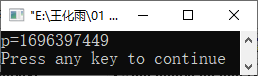 "E:\王化雨\01 ...
p=1696397449
Press any key to continue